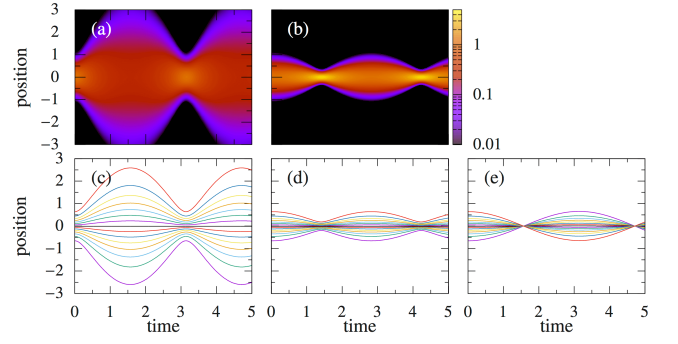 3
2
1
0
-1
-2
-3
position
(a)
(b)
1
0.1
0.01
3
2
1
0
-1
-2
-3
position
(c)
(d)
(e)
0 1 2 3 4 5
0 1 2 3 4 5
0 1 2 3 4 5
time
time
time